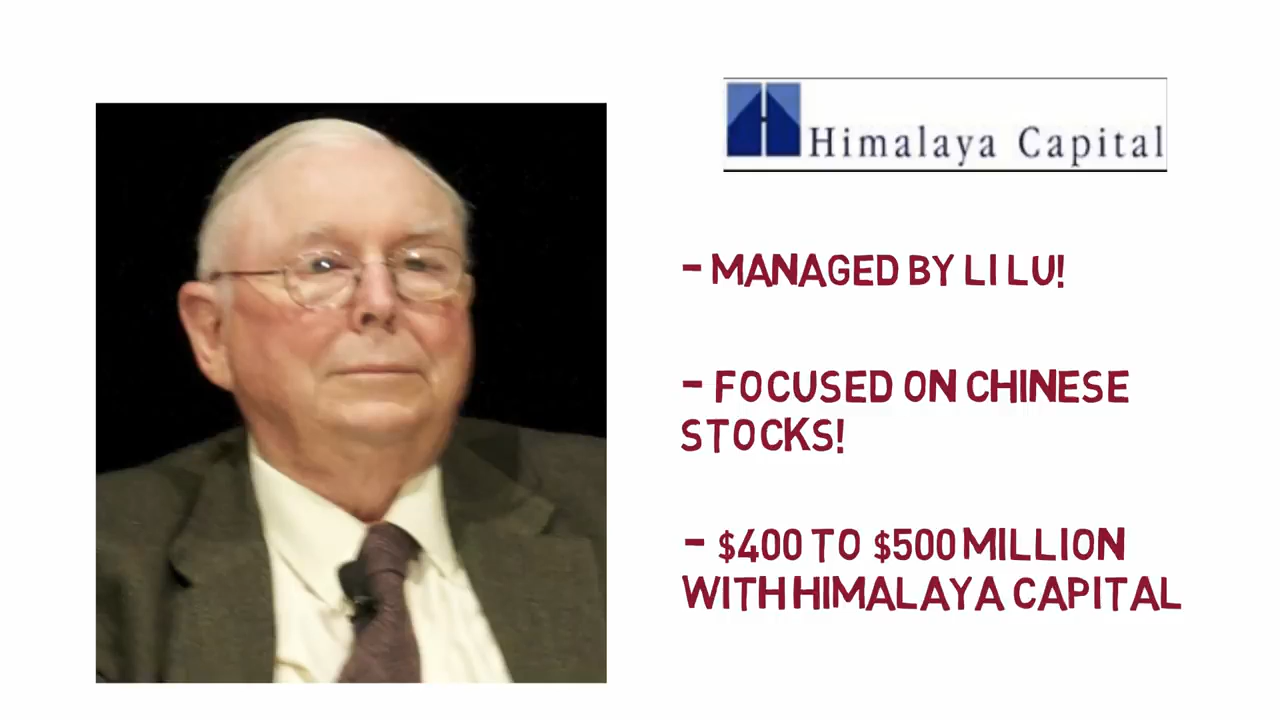 Himalaya Capital
- MANAGED BY LI LU!
- FOCUSED ON CHINESE
STOCKS!
- $400 TO $500 MILLION
WITH HIMALAYA CAPITAL